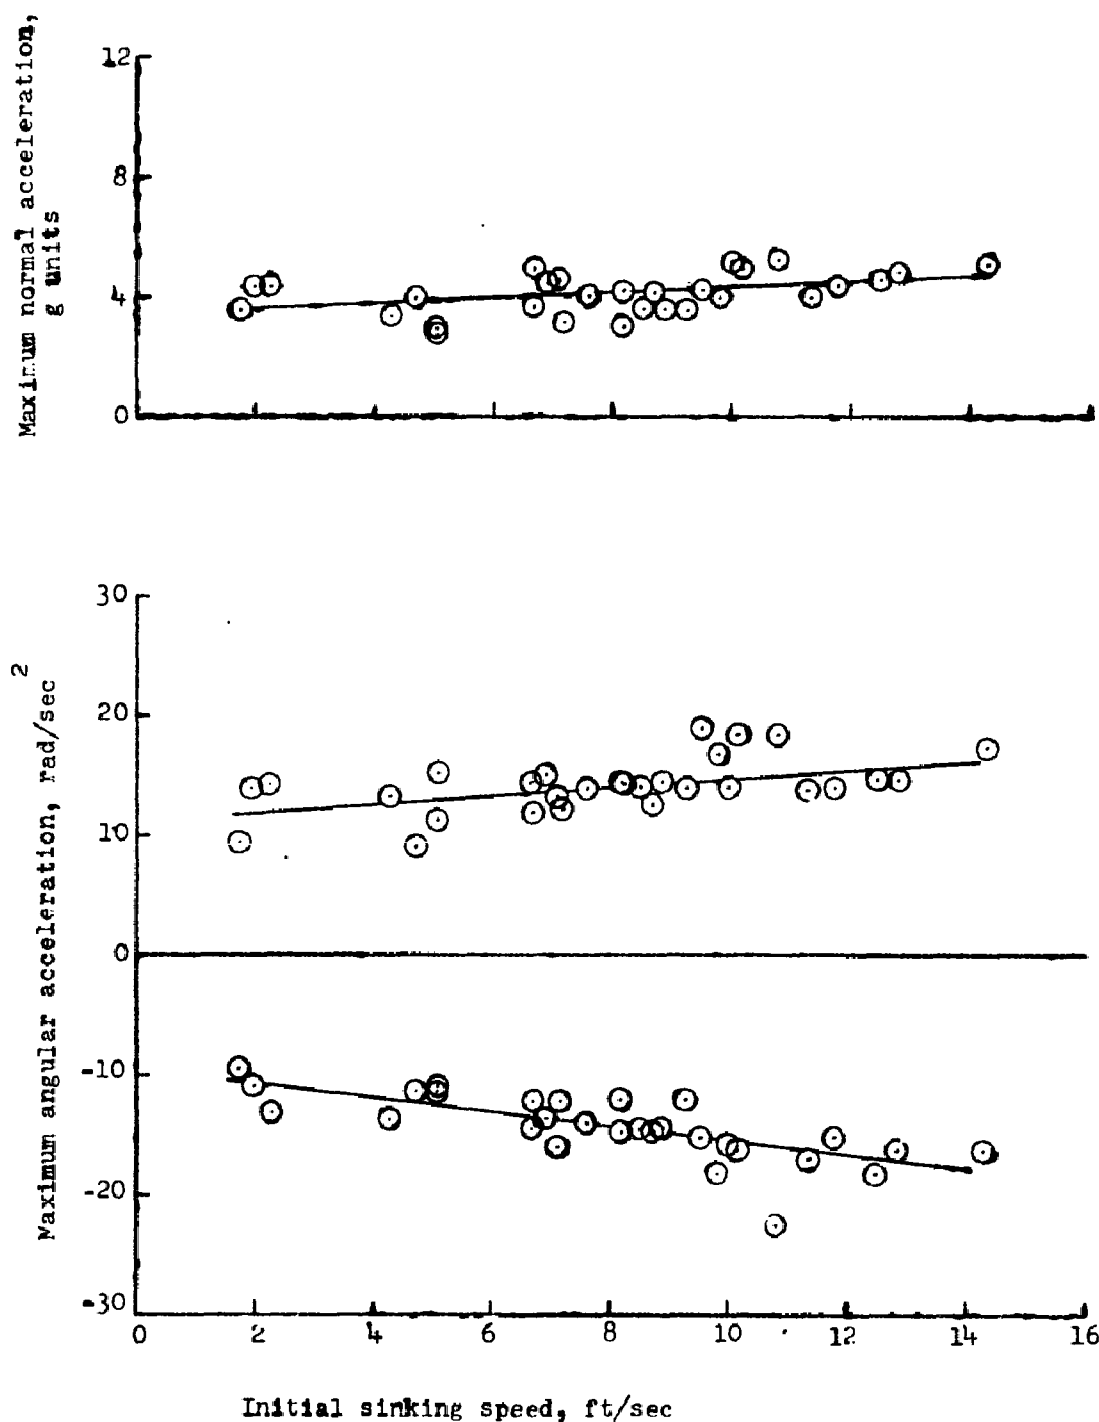 Maximum normal acceleration,
g units
12
8
4
0
Maximum angular acceleration, rad/sec
2
30
20
10
0
-10
-20
-30
0 2 4 6 8 10 12 14 16
Initial sinking speed, ft/sec